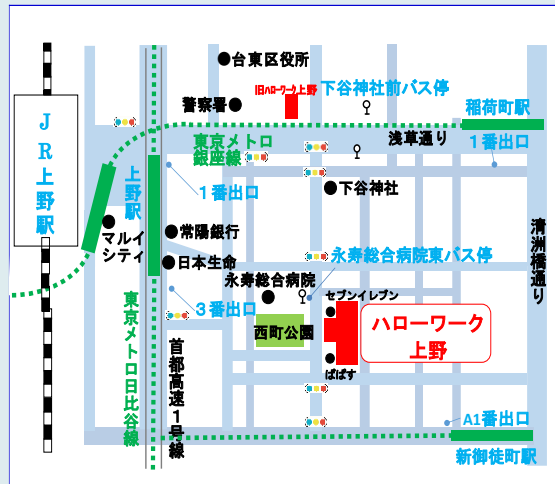 台東区役所
警察署
旧ハローワーク上野
下谷神社前バス停
稲荷町駅
JR上野駅
東京メトロ
銀座線
浅草通り
1番出口
上野駅
1番出口
下谷神社
マルイ
シティ
常陽銀行
日本生命
永寿総合病院東バス停
清洲橋通り
永寿総合病院
3番出口
セブンイレブン
西町公園
ハローワーク
上野
ぱぱす
東京メトロ日比谷線
首都高速1号線
A1番出口
新御徒町駅